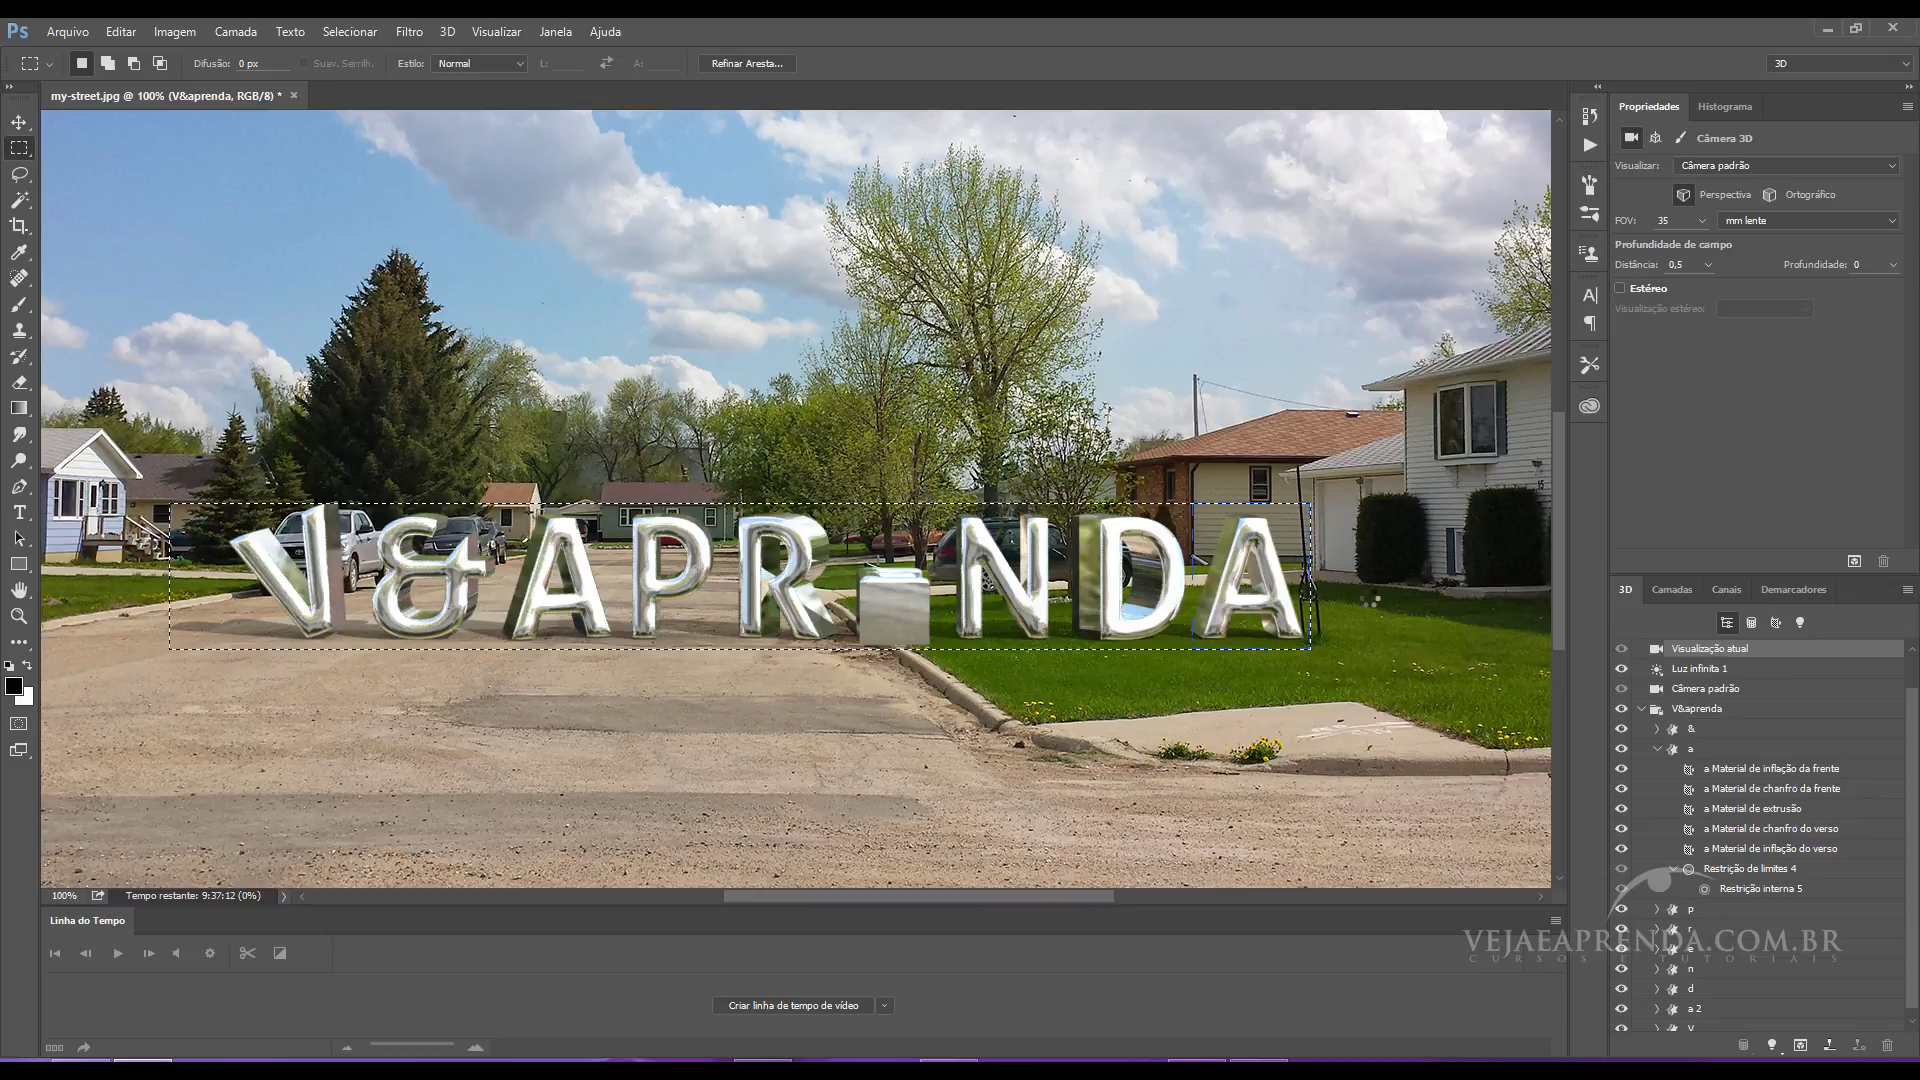 Ps Arquivo Editar Imagem Camada Texto Selecionar Filtro 3D Visualizar Janela Ajuda
Difusão: 0 px Suav. Serrilh. Estilo: Normal L: A: Refinar Aresta... 3D
my-street.jpg @ 100% (V&aprenda, RGB/8) * ×
Propriedades Histograma
Câmera 3D
Visualizar: Câmera padrão
Perspectiva Ortográfico
FOV: 35 mm lente
Profundidade de campo
Distância: 0,5 Profundidade: 0
Estéreo
Visualização estéreo:
15
V&APR NDA
3D Camadas Canais Demarcadores
Visualização atual
Luz infinita 1
Câmera padrão
V&aprenda
&
a
a Material de inflação da frente
a Material de chanfro da frente
a Material de extrusão
a Material de chanfro do verso
a Material de inflação do verso
Restrição de limites 4
Restrição interna 5
p
r
e
n
d
a 2
V
100% Tempo restante: 9:37:12 (0%)
Linha do Tempo
VEJAEAPRENDA.COM.BR
CURSOS E TUTORIAIS
Criar linha de tempo de vídeo